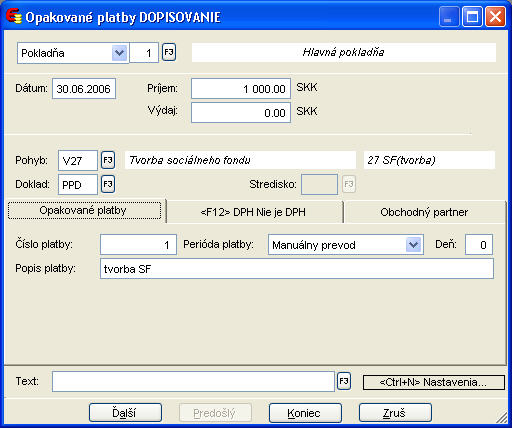 Opakované platby DOPISOVANIE
Pokladňa 1 F3 Hlavná pokladňa
Dátum: 30.06.2006 Príjem: 1 000.00 SKK
Výdaj: 0.00 SKK
Pohyb: V27 F3 Tvorba sociálneho fondu 27 SF(tvorba)
Doklad: PPD F3 Stredisko: F3
Opakované platby <F12> DPH Nie je DPH Obchodný partner
Číslo platby: 1 Perióda platby: Manuálny prevod Deň: 0
Popis platby: tvorba SF
Text: F3 <Ctrl+N> Nastavenia...
Ďalší Predošlý Koniec Zruš